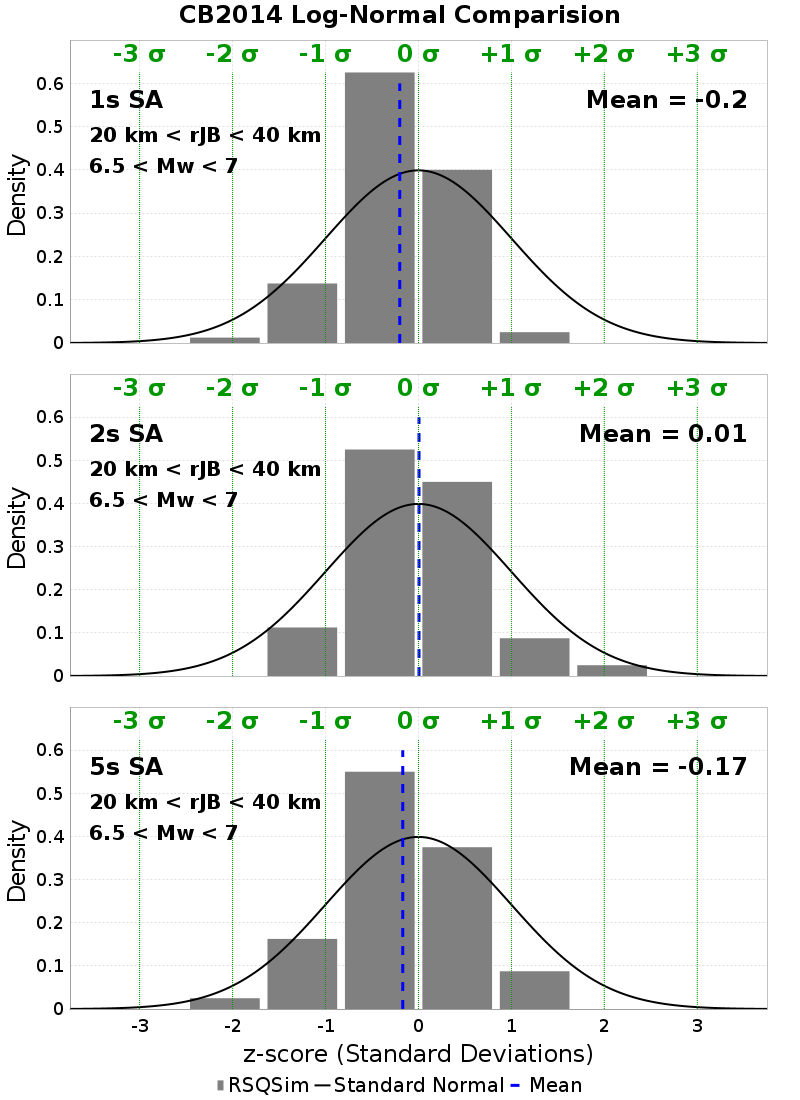 CB2014 Log-Normal Comparision
-3 σ -2 σ -1 σ 0 σ +1 σ +2 σ +3 σ
1s SA
Mean = -0.2
20 km < rJB < 40 km
6.5 < Mw < 7
Density
0.6
0.5
0.4
0.3
0.2
0.1
0
-3 σ -2 σ -1 σ 0 σ +1 σ +2 σ +3 σ
2s SA
Mean = 0.01
20 km < rJB < 40 km
6.5 < Mw < 7
Density
0.6
0.5
0.4
0.3
0.2
0.1
0
-3 σ -2 σ -1 σ 0 σ +1 σ +2 σ +3 σ
5s SA
Mean = -0.17
20 km < rJB < 40 km
6.5 < Mw < 7
Density
0.6
0.5
0.4
0.3
0.2
0.1
0
-3 -2 -1 0 1 2 3
z-score (Standard Deviations)
RSQSim Standard Normal Mean